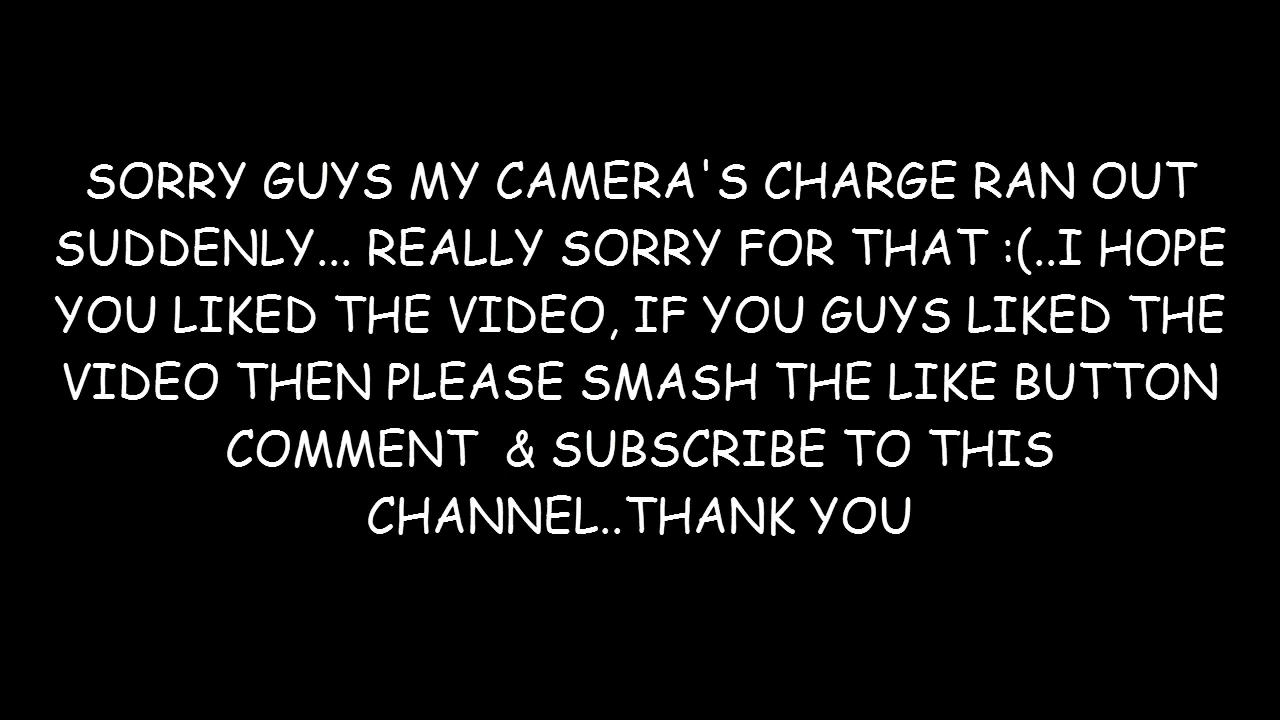 SORRY GUYS MY CAMERA'S CHARGE RAN OUT
SUDDENLY... REALLY SORRY FOR THAT :(..I HOPE
YOU LIKED THE VIDEO, IF YOU GUYS LIKED THE
VIDEO THEN PLEASE SMASH THE LIKE BUTTON
COMMENT  & SUBSCRIBE TO THIS
CHANNEL..THANK YOU